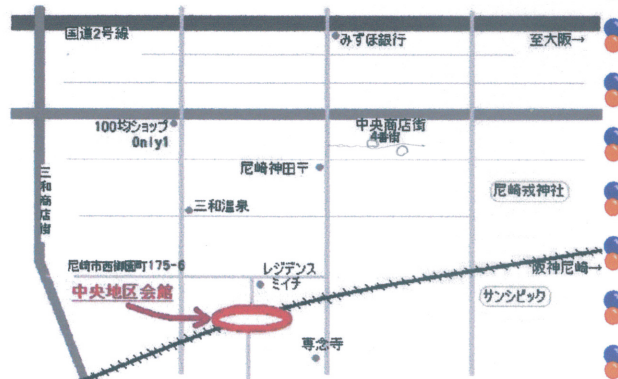 国道2号線
みずほ銀行
至大阪→
100均ショップ
Only1
中央商店街
4番街
三和商店街
尼崎神田〒
三和温泉
尼崎戎神社
尼崎市西御園町175-6
レジデンス
ミイチ
阪神尼崎→
中央地区会館
サンシビック
専念寺